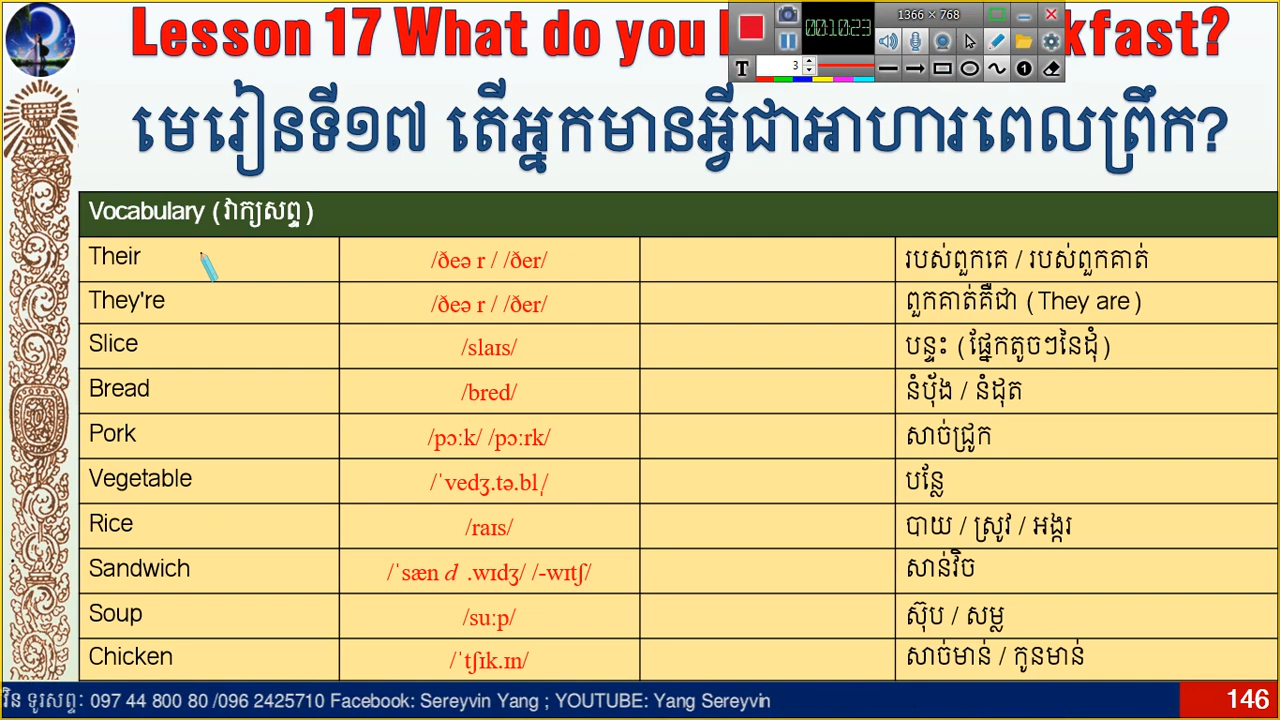 Lesson 17 What do you kfast?
1366 × 768
00:10:23
T 3 1
មេរៀនទី១៧ តើអ្នកមានអ្វីជាអាហារពេលព្រឹក?
Vocabulary (វាក្យសព្ទ)
Their /ðeə r / /ðer/ របស់ពួកគេ / របស់ពួកគាត់
They're /ðeə r / /ðer/ ពួកគាត់គឺជា (They are)
Slice /slaɪs/ បន្ទះ (ផ្នែកតូចៗនៃដុំ)
Bread /bred/ នំប៉័ង / នំដុត
Pork /pɔːk/ /pɔːrk/ សាច់ជ្រូក
Vegetable /ˈvedʒ.tə.bl̩/ បន្លែ
Rice /raɪs/ បាយ / ស្រូវ / អង្ករ
Sandwich /ˈsæn d .wɪdʒ/ /-wɪtʃ/ សាន់វិច
Soup /suːp/ ស៊ុប / សម្ល
Chicken /ˈtʃɪk.ɪn/ សាច់មាន់ / កូនមាន់
វិន ទូរសព្ទ: 097 44 800 80 /096 2425710 Facebook: Sereyvin Yang ; YOUTUBE: Yang Sereyvin 146